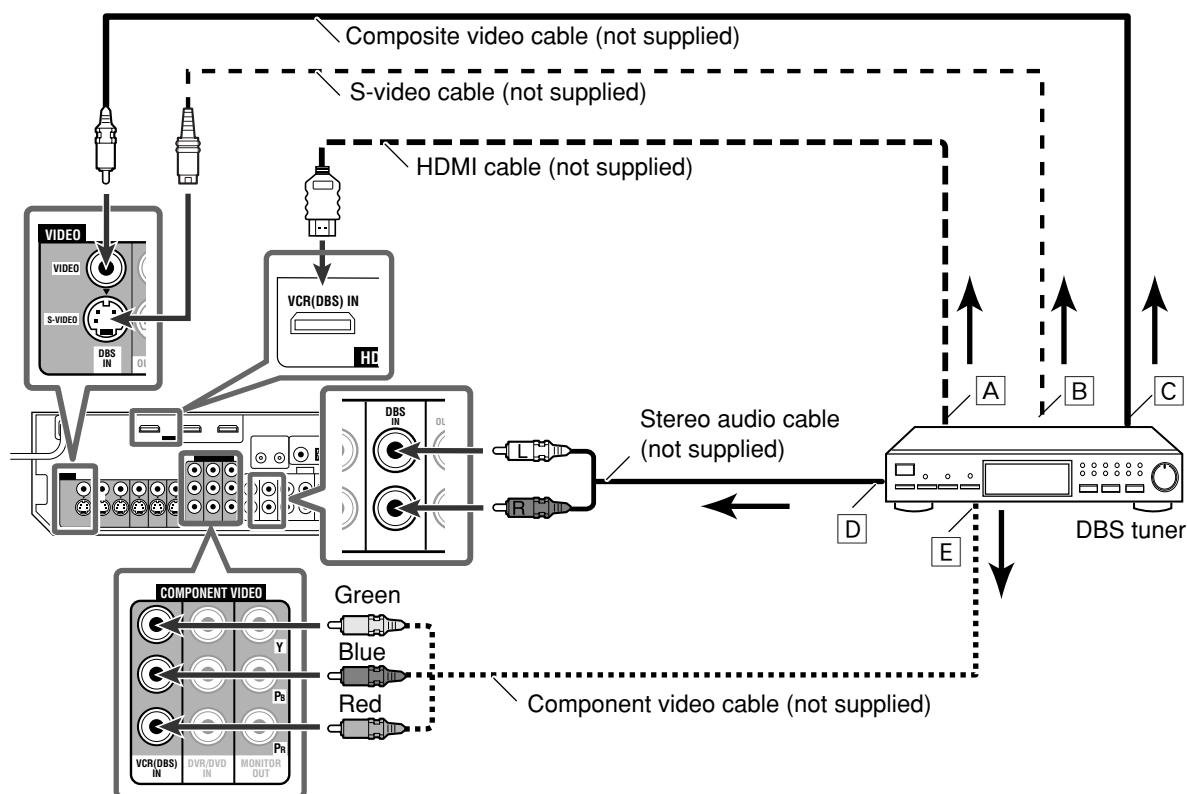 Composite video cable (not supplied)
S-video cable (not supplied)
HDMI cable (not supplied)
VIDEO
VIDEO
S-VIDEO
DBS
IN
VCR(DBS) IN
A
B
C
DBS
IN
L
R
Stereo audio cable
(not supplied)
D
E
DBS tuner
COMPONENT VIDEO
Green
Y
Blue
PB
Red
PR
Component video cable (not supplied)
VCR(DBS)
IN
DVR/DVD
IN
MONITOR
OUT